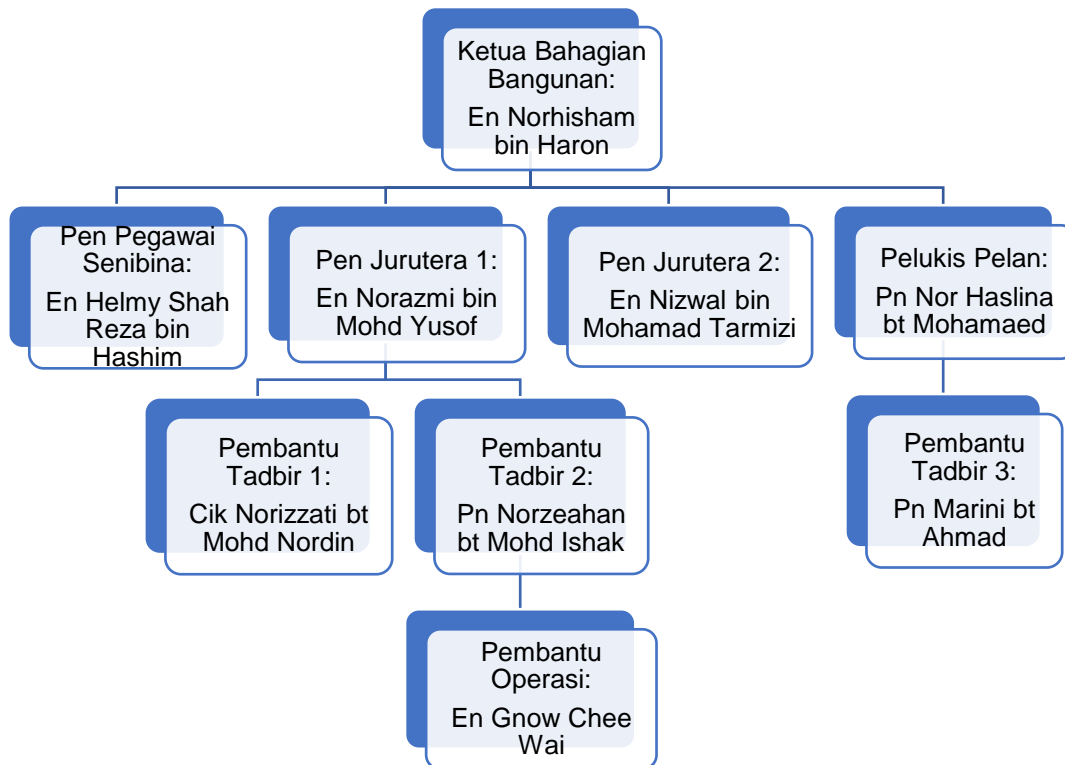 Ketua Bahagian
Bangunan:
En Norhisham
bin Haron
Pen Pegawai
Senibina:
En Helmy Shah
Reza bin
Hashim
Pen Jurutera 1:
En Norazmi bin
Mohd Yusof
Pen Jurutera 2:
En Nizwal bin
Mohamad Tarmizi
Pelukis Pelan:
Pn Nor Haslina
bt Mohamaed
Pembantu
Tadbir 1:
Cik Norizzati bt
Mohd Nordin
Pembantu
Tadbir 2:
Pn Norzeahan
bt Mohd Ishak
Pembantu
Tadbir 3:
Pn Marini bt
Ahmad
Pembantu
Operasi:
En Gnow Chee
Wai